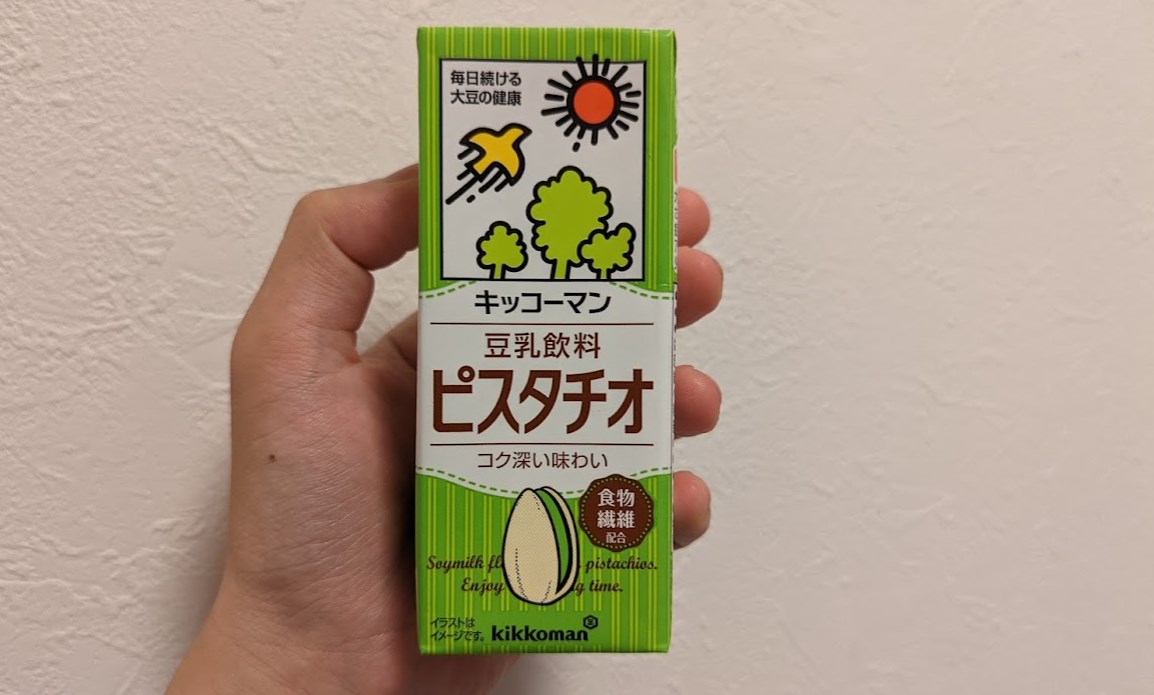 毎日続ける
大豆の健康
キッコーマン
豆乳飲料
ピスタチオ
コク深い味わい
食物
繊維
配合
Soymilk pistachios.
Enjoy time.
イラストは
イメージです。
kikkoman